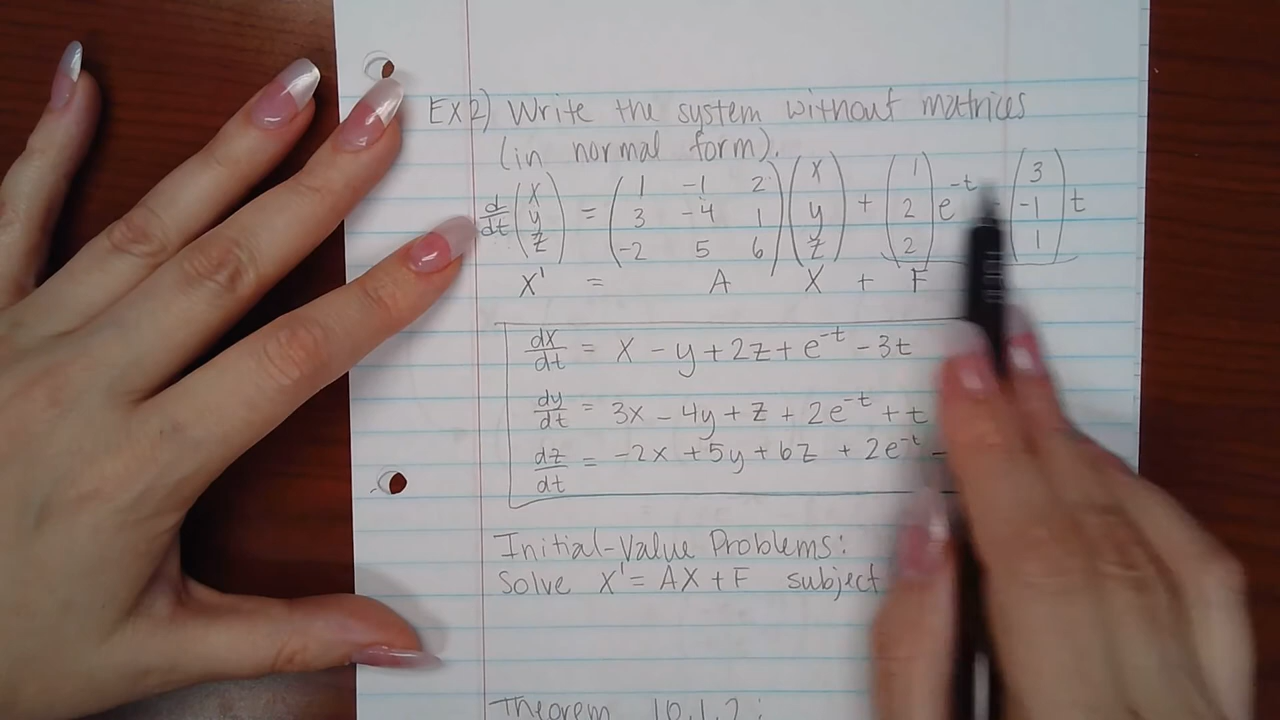 Ex 2) Write the system without matrices
(in normal form).
d/dt (x y z) = (1 -1 2; 3 -4 1; -2 5 6) (x y z) + (1 2 2) e^-t - (3 -1 1) t
X' = A X + F
dx/dt = x - y + 2z + e^-t - 3t
dy/dt = 3x - 4y + z + 2e^-t + t
dz/dt = -2x + 5y + 6z + 2e^-t -
Initial-Value Problems:
Solve X' = AX + F subject
Theorem 10.1.2: